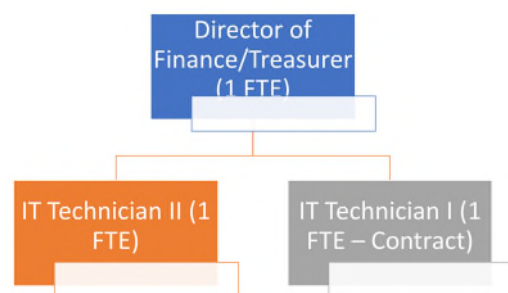 Director of
Finance/Treasurer
(1 FTE)
IT Technician II (1
FTE)
IT Technician I (1
FTE – Contract)